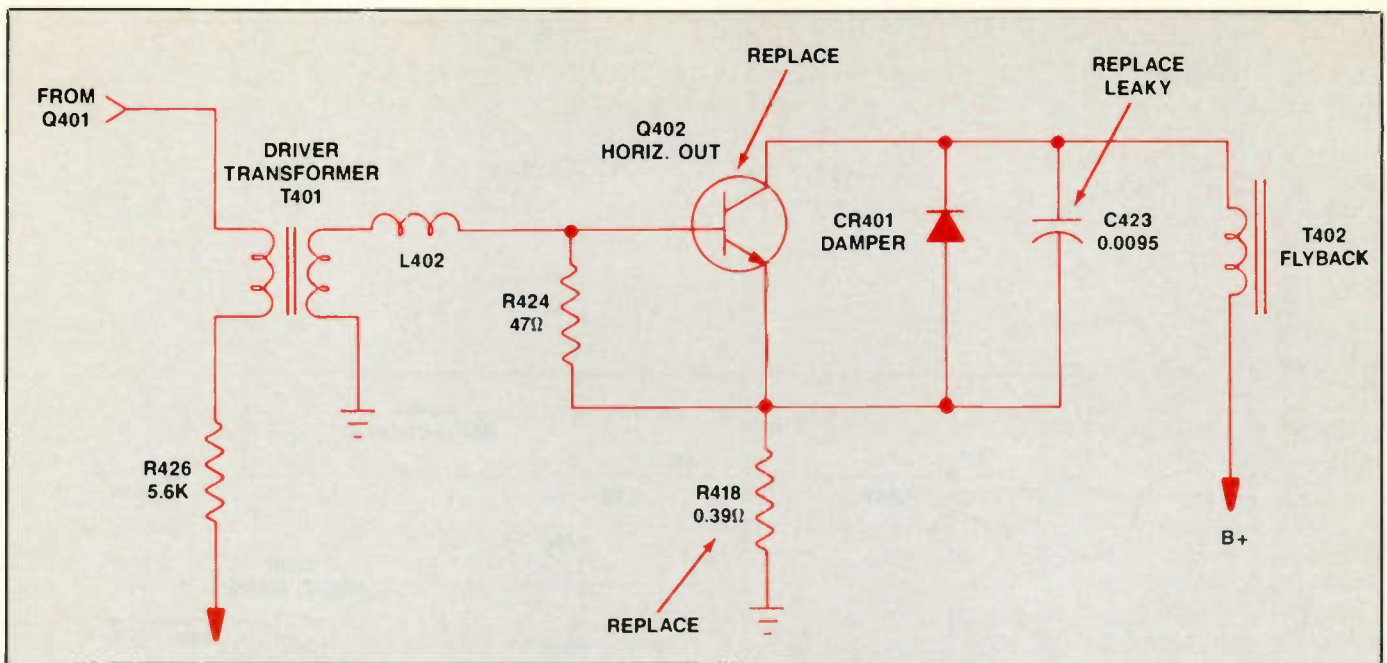 FROM
Q401
DRIVER
TRANSFORMER
T401
L402
R426
5.6K
R424
47Ω
Q402
HORIZ. OUT
REPLACE
CR401
DAMPER
REPLACE
LEAKY
C423
0.0095
T402
FLYBACK
B+
R418
0.39Ω
REPLACE